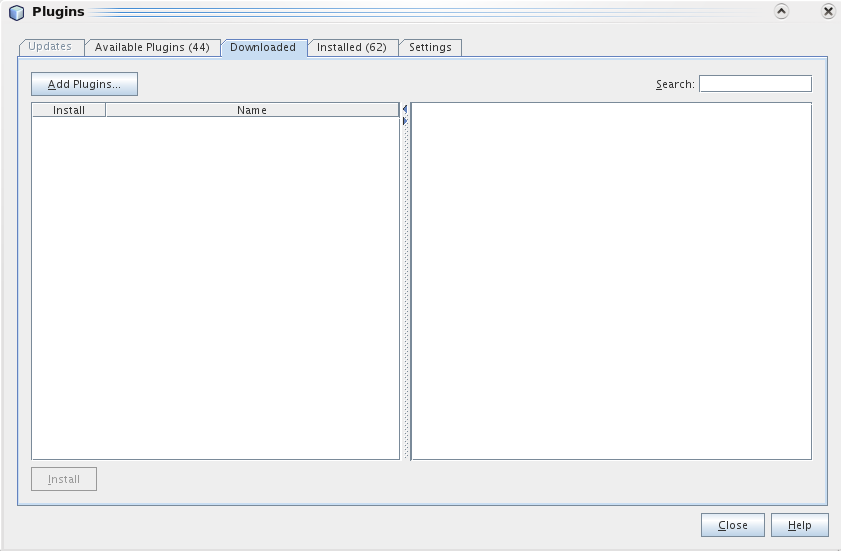 Plugins
Updates Available Plugins (44) Downloaded Installed (62) Settings
Add Plugins... Search:
Install Name
Install
Close Help